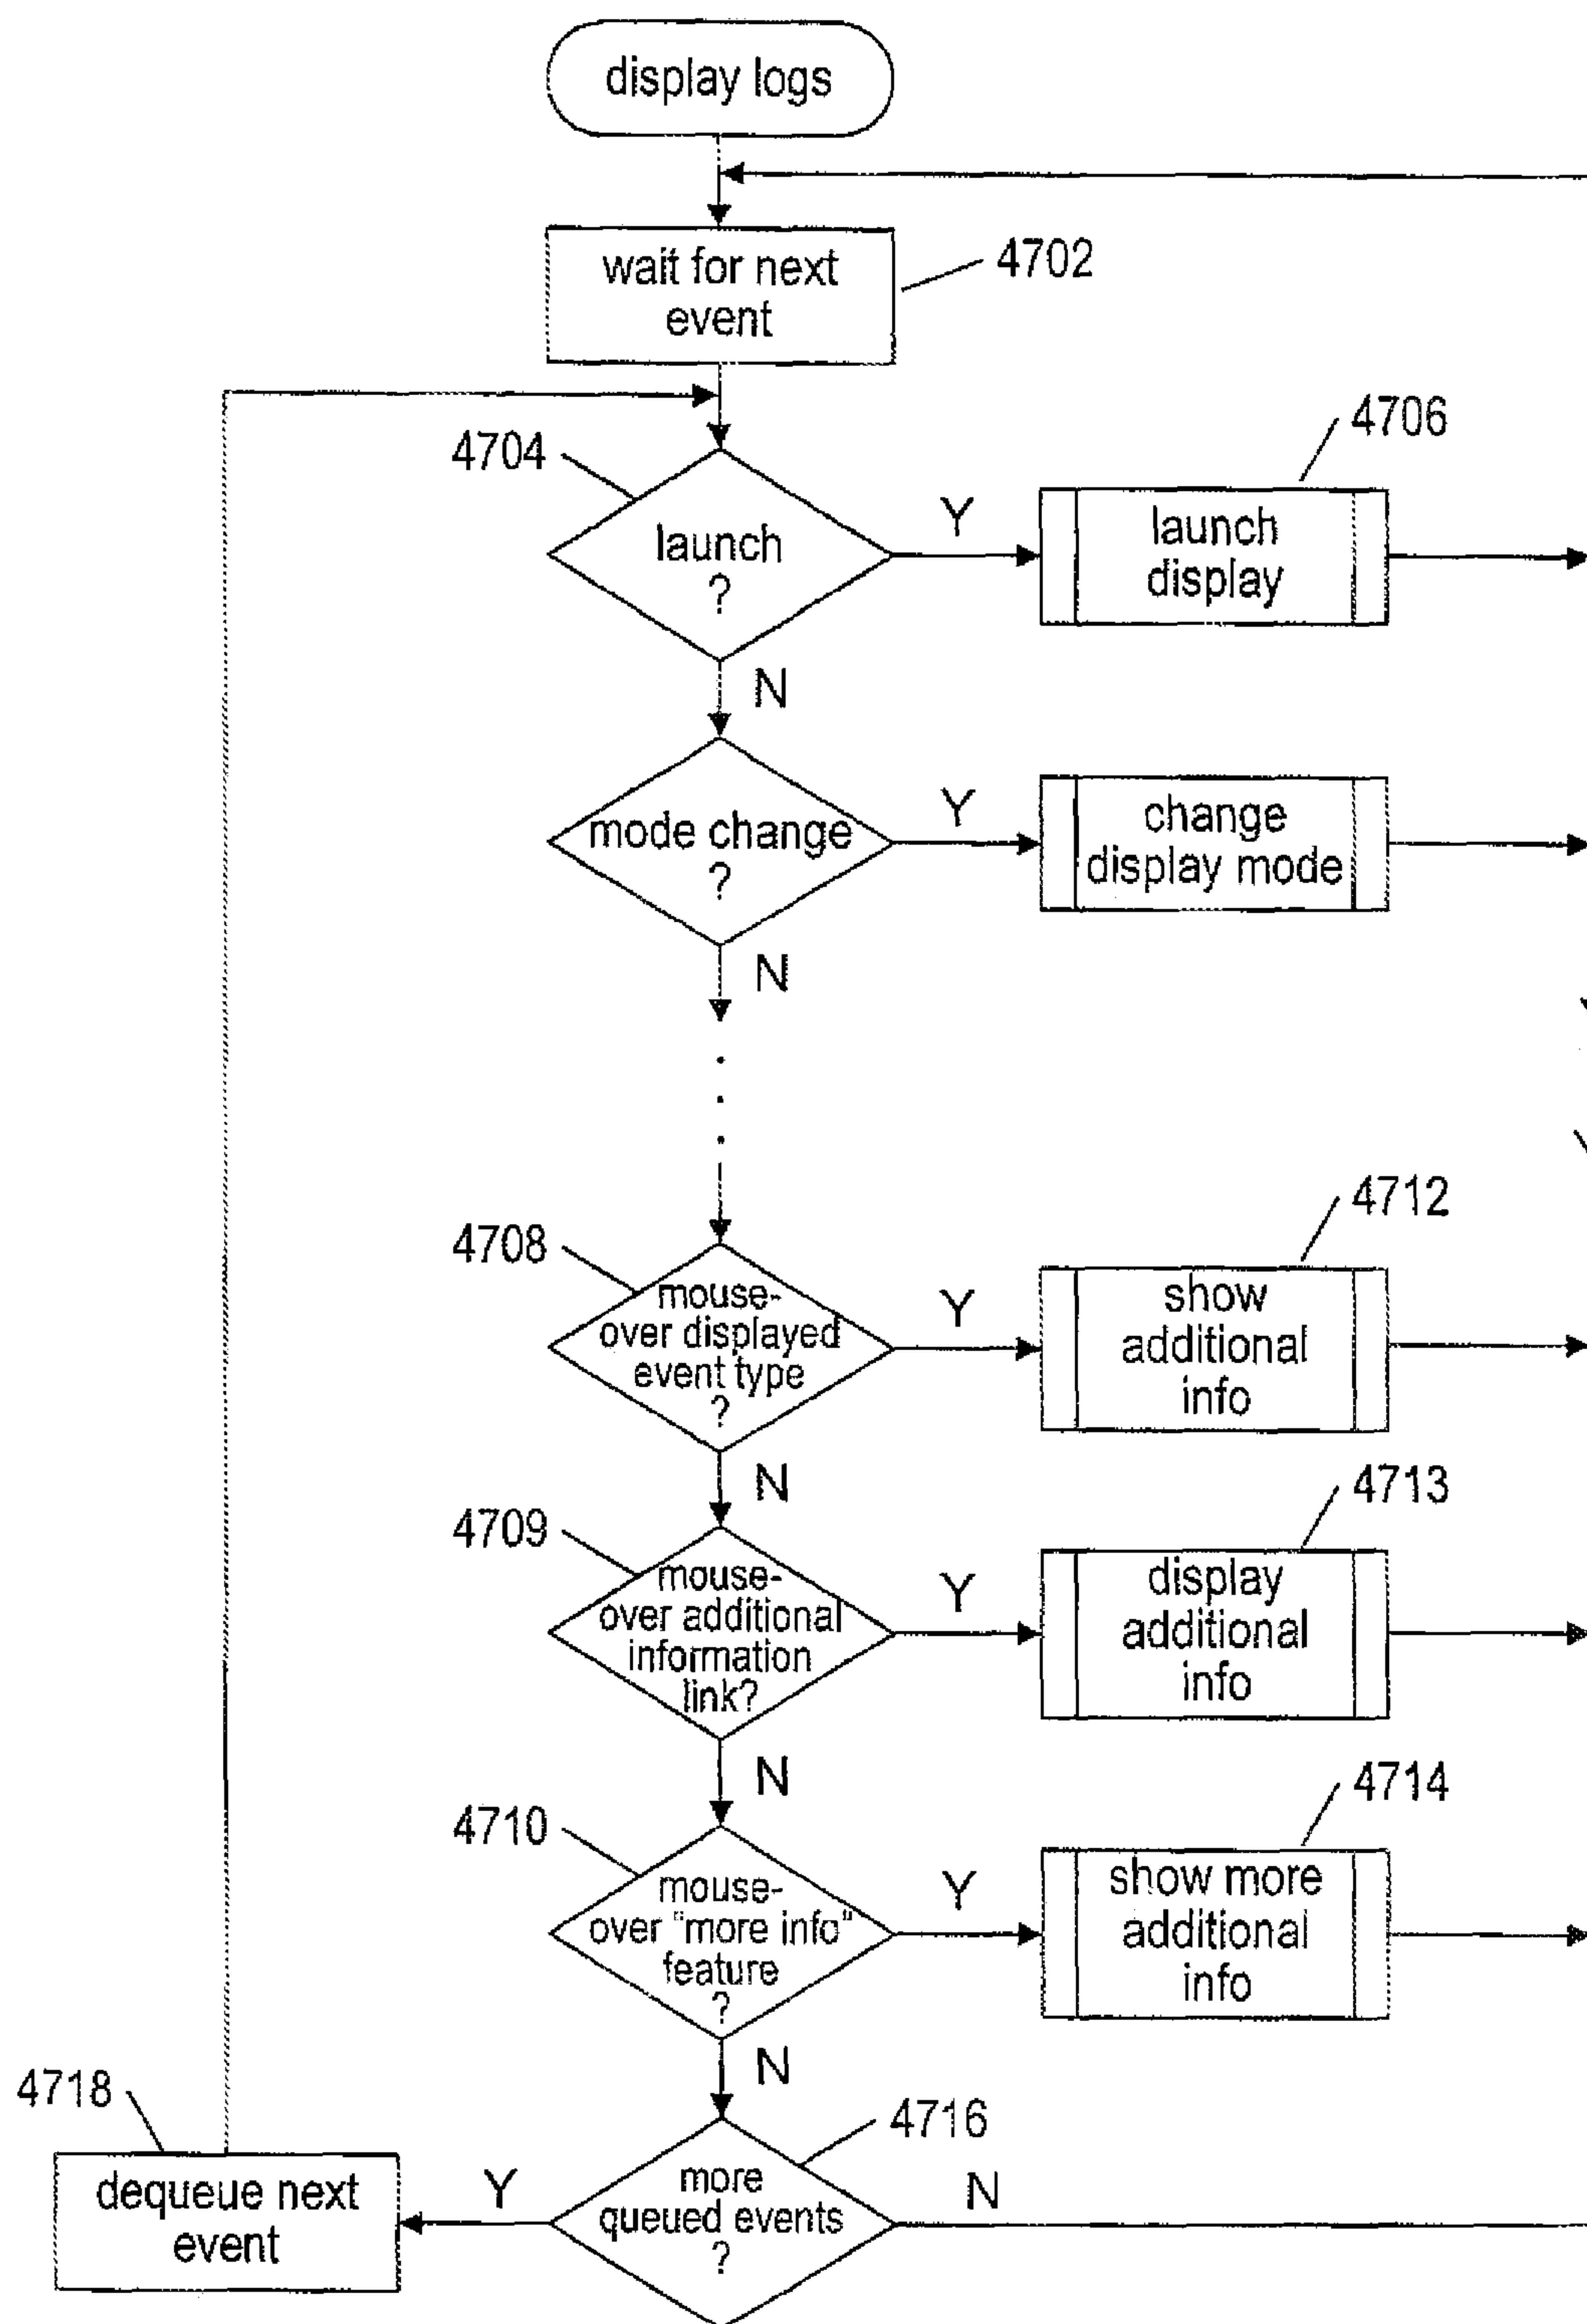 display logs
wait for next
event
4702
4704
launch
?
Y
4706
launch
display
N
mode change
?
Y
change
display mode
N
.
.
.
4708
mouse-
over displayed
event type
?
Y
4712
show
additional
info
N
4709
mouse-
over additional
information
link?
Y
4713
display
additional
info
N
4710
mouse-
over "more info"
feature
?
Y
4714
show more
additional
info
N
4716
more
queued events
?
N
Y
4718
dequeue next
event